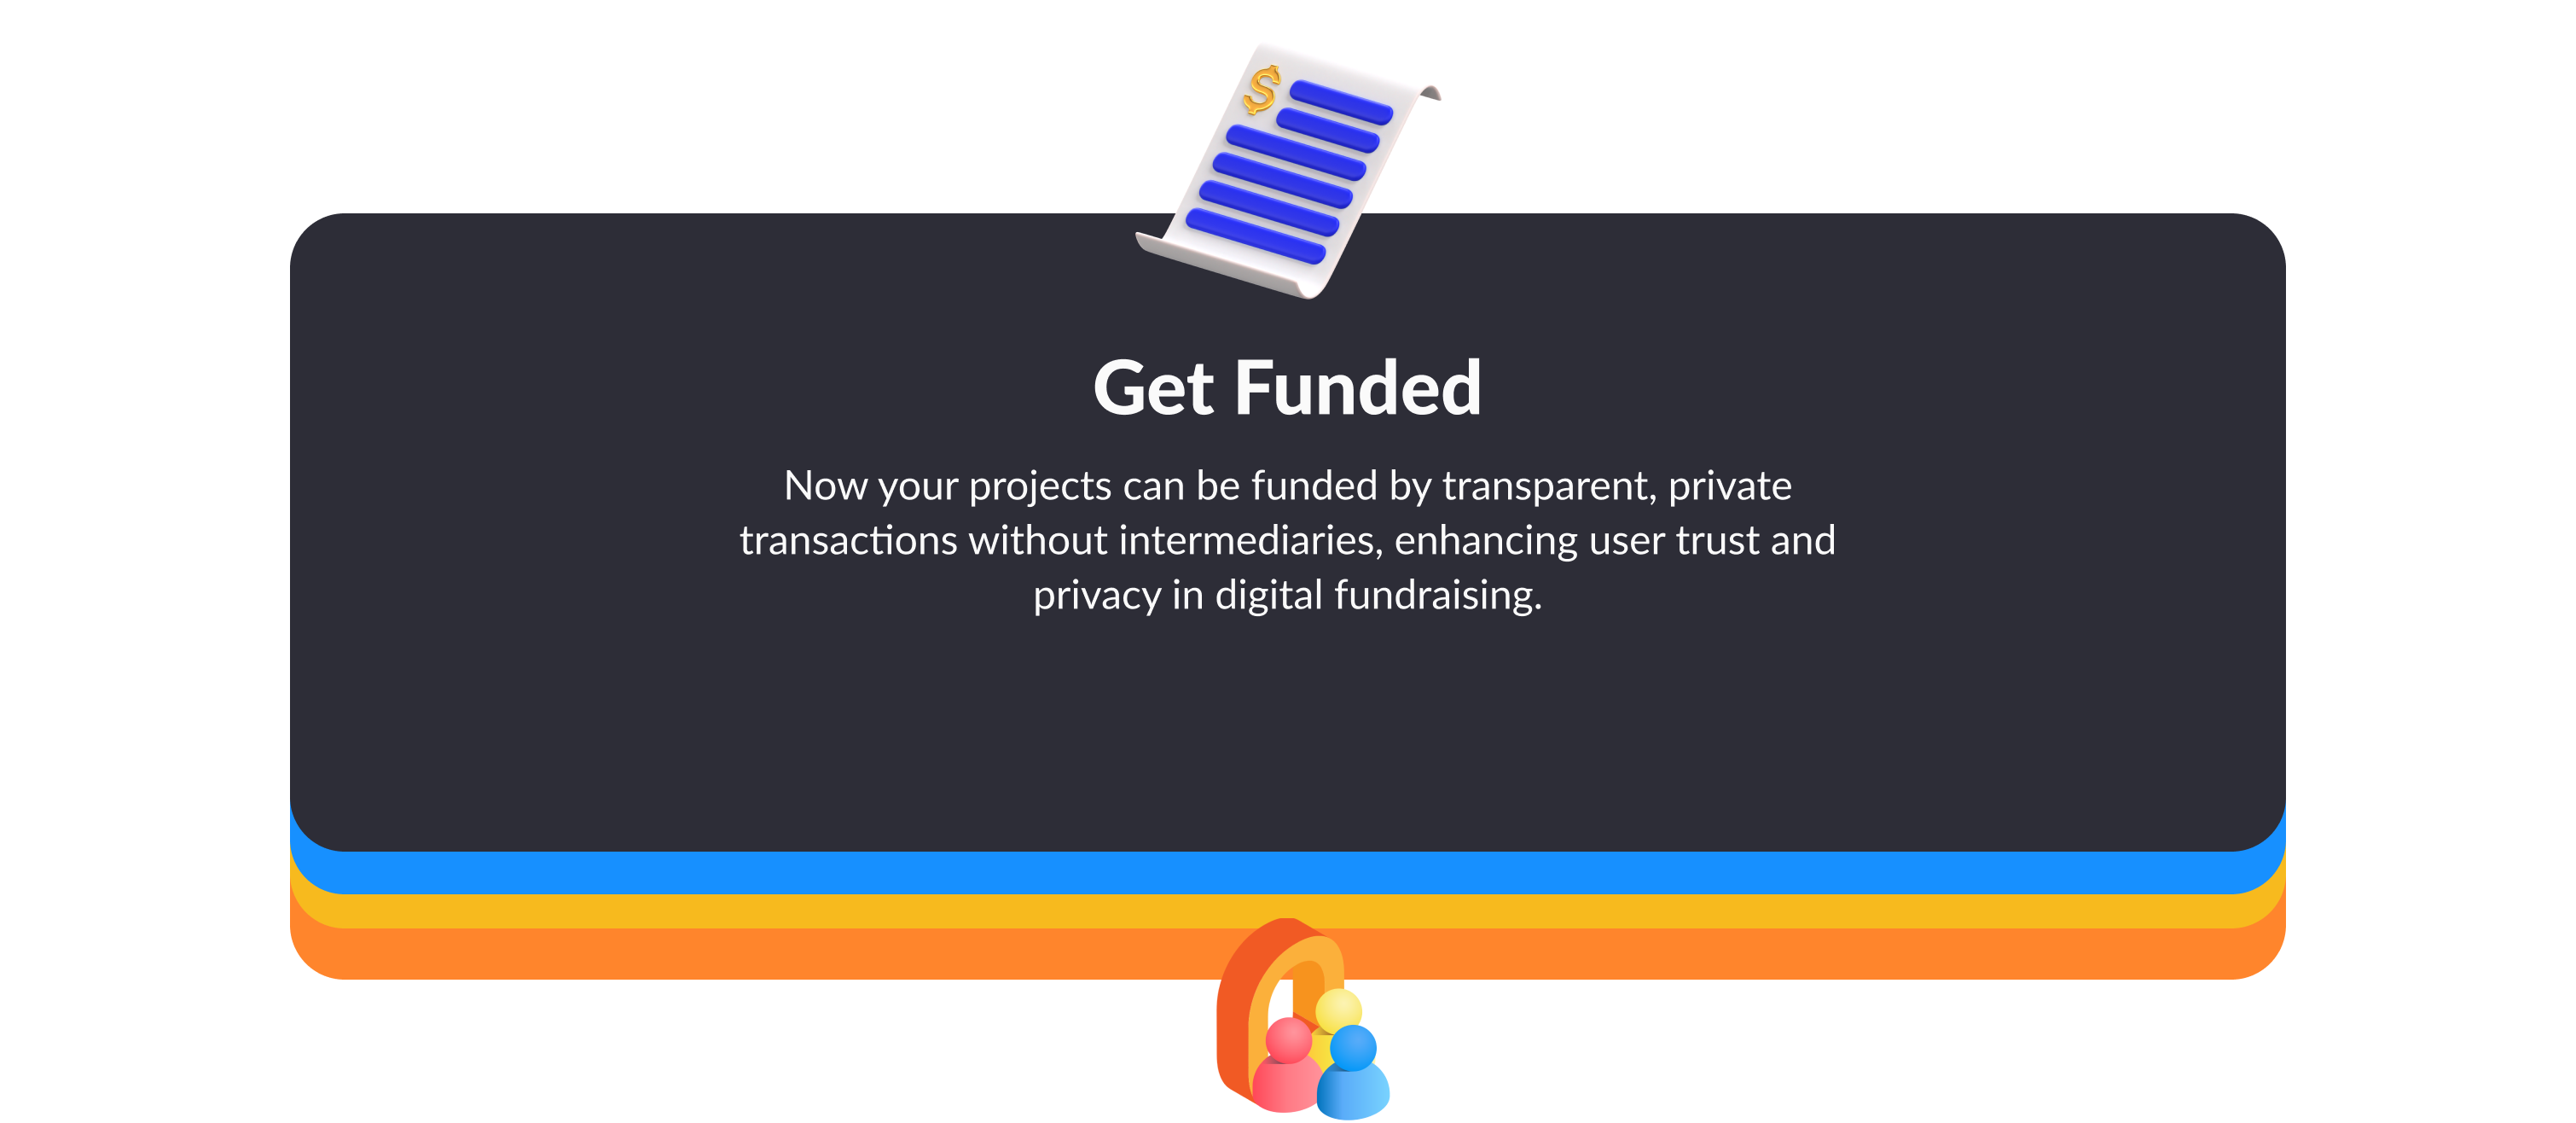 $
Get Funded
Now your projects can be funded by transparent, private
transactions without intermediaries, enhancing user trust and
privacy in digital fundraising.